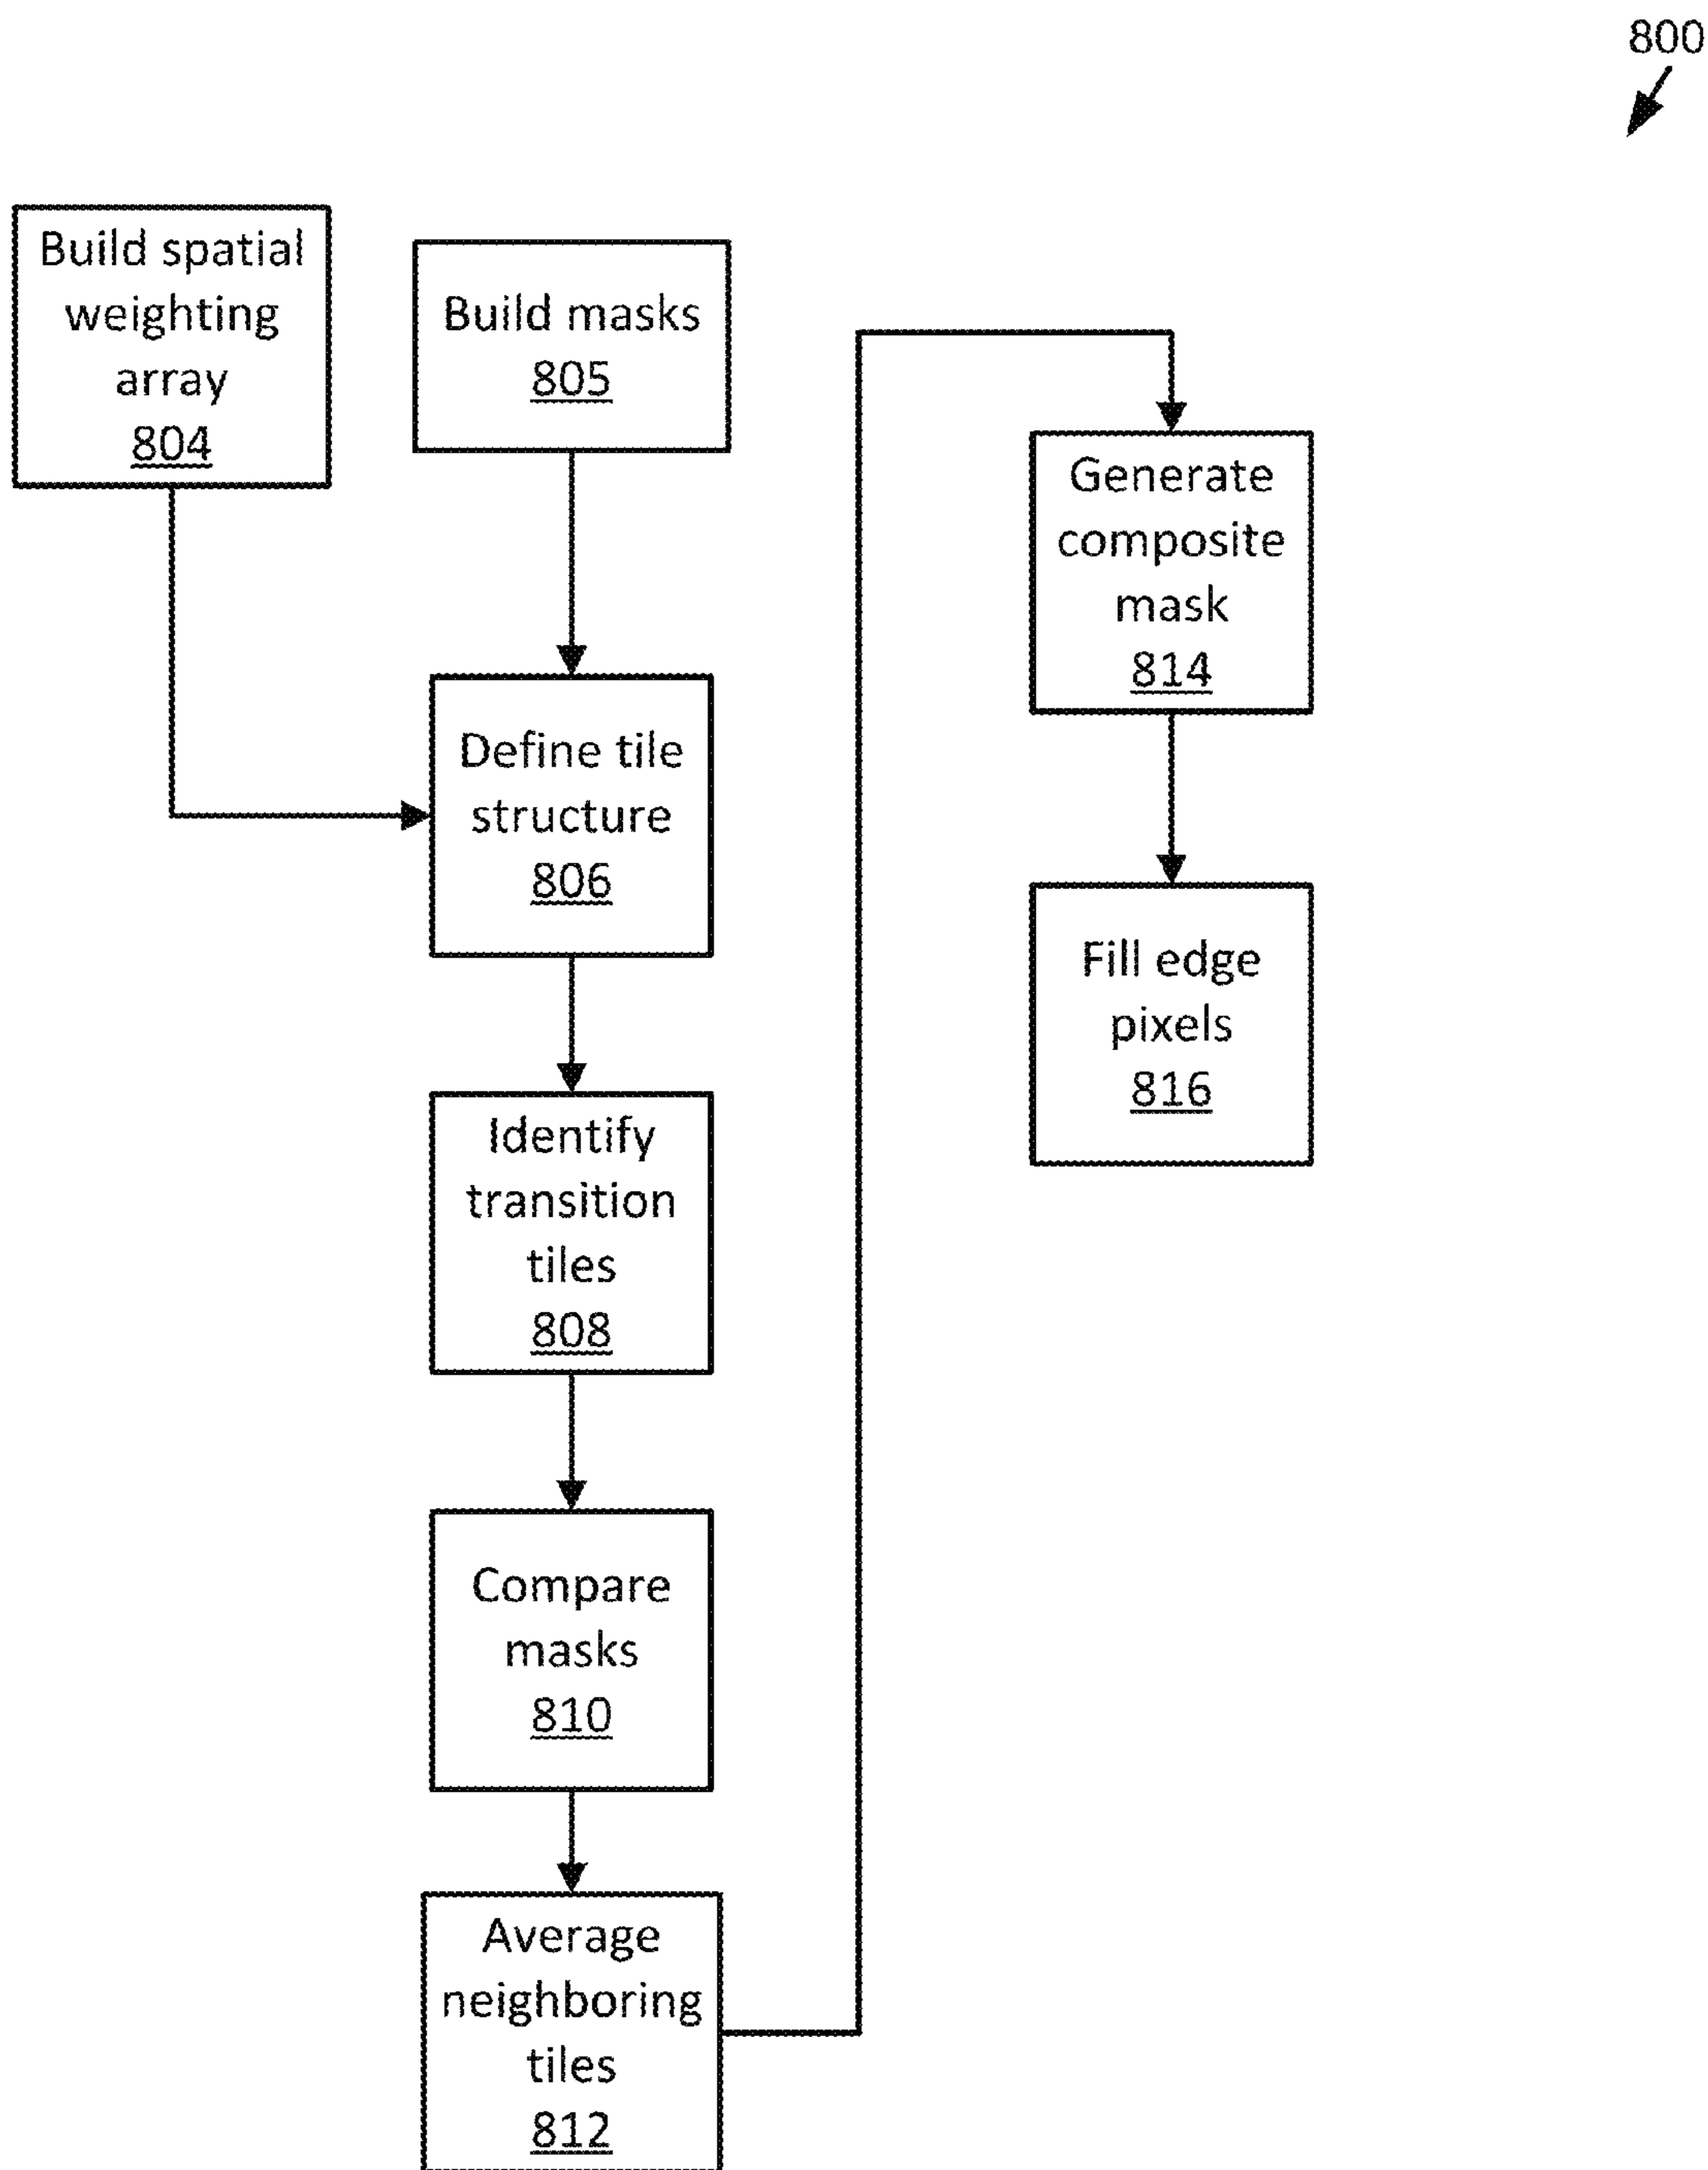 800
Build spatial
weighting
array
804
Build masks
805
Define tile
structure
806
Identify
transition
tiles
808
Compare
masks
810
Average
neighboring
tiles
812
Generate
composite
mask
814
Fill edge
pixels
816